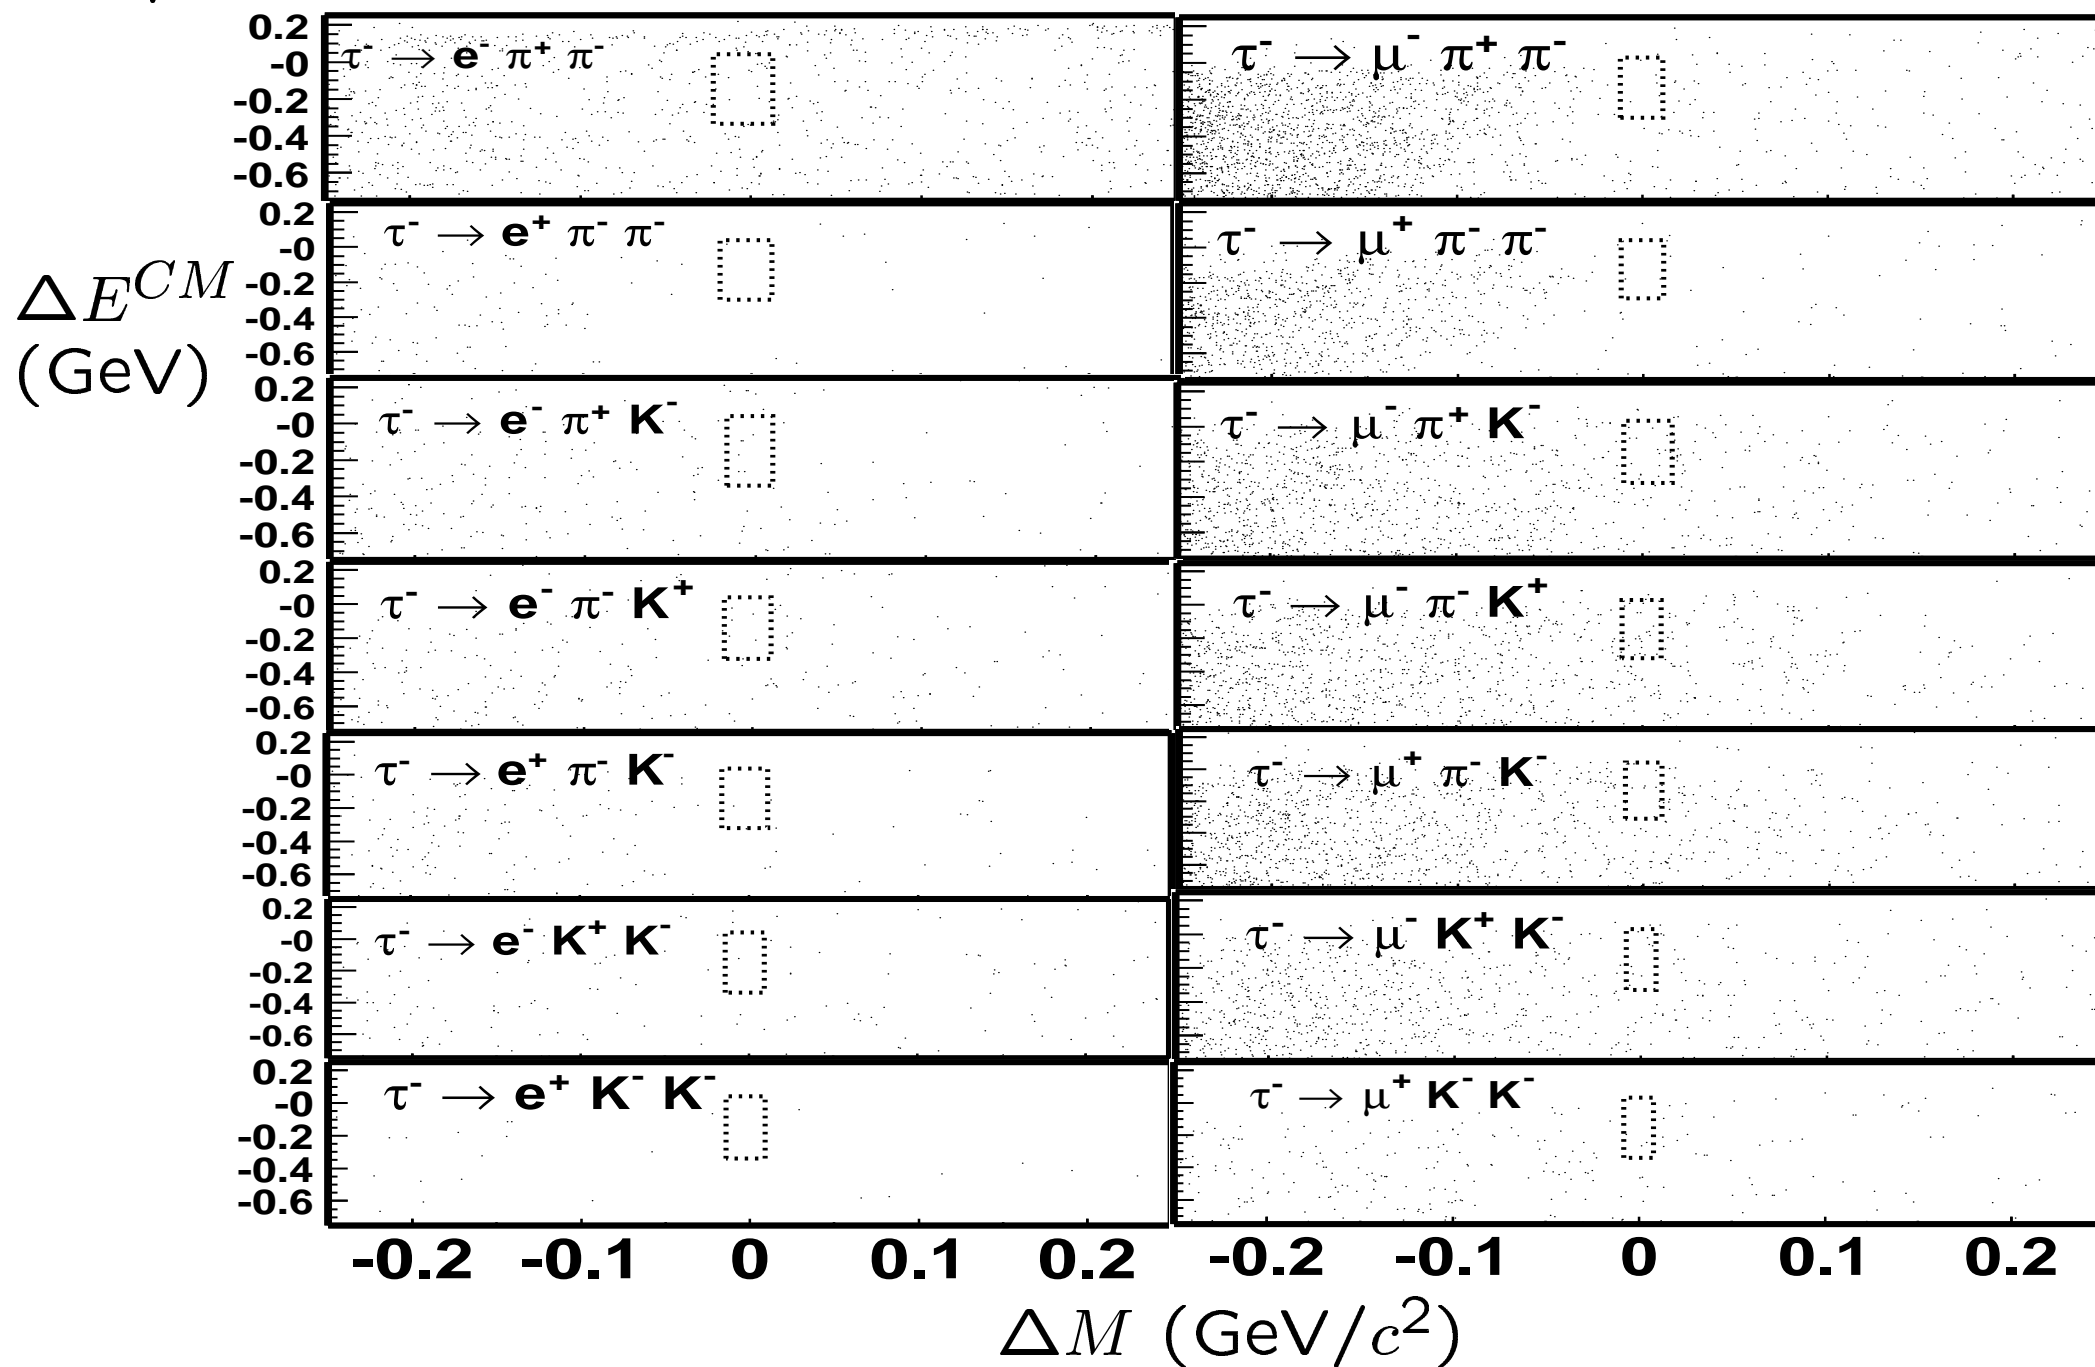 0.2
-0
-0.2
-0.4
-0.6
τ- → e- π+ π-
τ- → μ- π+ π-
0.2
-0
-0.2
-0.4
-0.6
τ- → e+ π- π-
τ- → μ+ π- π-
ΔE^CM
(GeV)
0.2
-0
-0.2
-0.4
-0.6
τ- → e- π+ K-
τ- → μ- π+ K-
0.2
-0
-0.2
-0.4
-0.6
τ- → e- π- K+
τ- → μ- π- K+
0.2
-0
-0.2
-0.4
-0.6
τ- → e+ π- K-
τ- → μ+ π- K-
0.2
-0
-0.2
-0.4
-0.6
τ- → e- K+ K-
τ- → μ- K+ K-
0.2
-0
-0.2
-0.4
-0.6
τ- → e+ K- K-
τ- → μ+ K- K-
-0.2 -0.1 0 0.1 0.2
-0.2 -0.1 0 0.1 0.2
ΔM (GeV/c²)